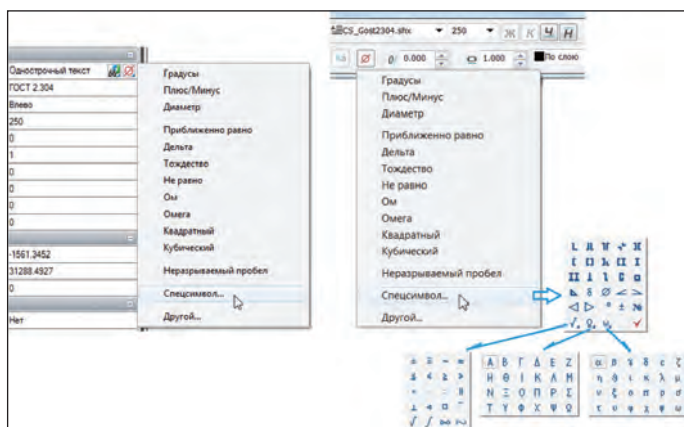 CS_Gost2304.shx 250 Ж К Ч Н
0/ 0.000 1.000 По слою
Однострочный текст
ГОСТ 2.304
Влево
250
0
1
0
0
0
0
-1561.3452
31288.4927
0
Нет
Градусы
Плюс/Минус
Диаметр
Приближенно равно
Дельта
Тождество
Не равно
Ом
Омега
Квадратный
Кубический
Неразрываемый пробел
Спецсимвол...
Другой...
Градусы
Плюс/Минус
Диаметр
Приближенно равно
Дельта
Тождество
Не равно
Ом
Омега
Квадратный
Кубический
Неразрываемый пробел
Спецсимвол...
Другой...
Α Β Γ Δ Ε Ζ
Η Θ Ι Κ Λ Μ
Ν Ξ Ο Π Ρ Σ
Τ Υ Φ Χ Ψ Ω
α β γ δ ε ζ
η θ ι κ λ μ
ν ξ ο π ρ σ
τ υ φ χ ψ ω